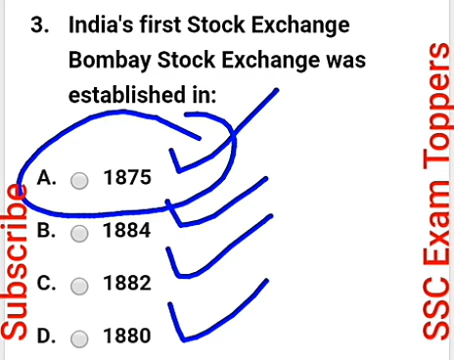 3. India's first Stock Exchange
Bombay Stock Exchange was
established in:
A. 1875
B. 1884
C. 1882
D. 1880
Subscribe
SSC Exam Toppers